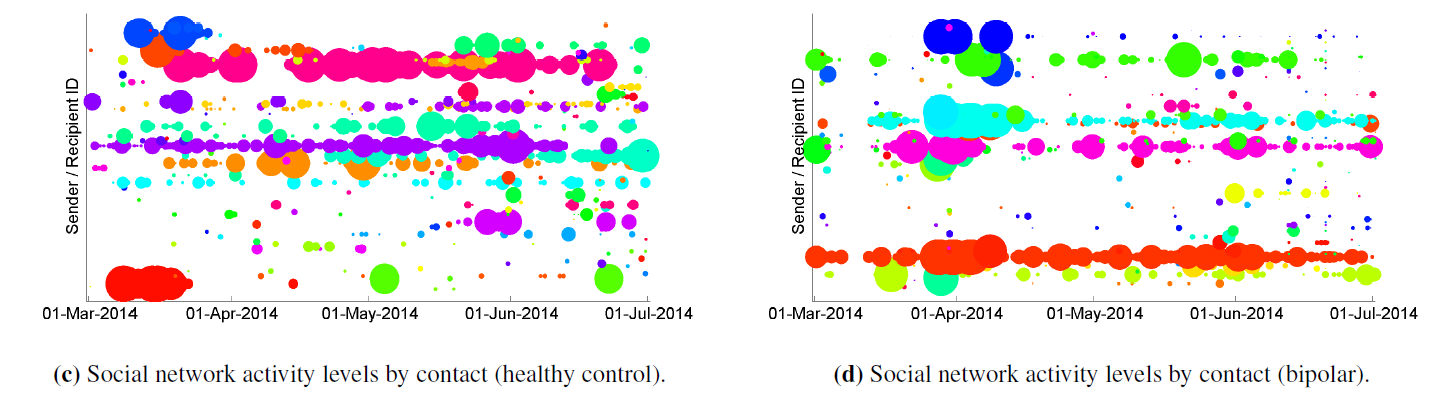 Sender / Recipient ID
01-Mar-2014 01-Apr-2014 01-May-2014 01-Jun-2014 01-Jul-2014
(c) Social network activity levels by contact (healthy control).
Sender / Recipient ID
01-Mar-2014 01-Apr-2014 01-May-2014 01-Jun-2014 01-Jul-2014
(d) Social network activity levels by contact (bipolar).